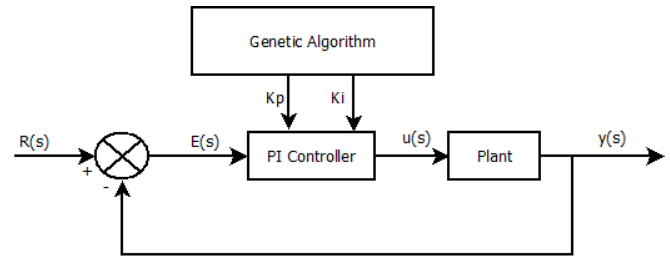 Genetic Algorithm
Kp
Ki
R(s)
E(s)
PI Controller
u(s)
Plant
y(s)
+
-